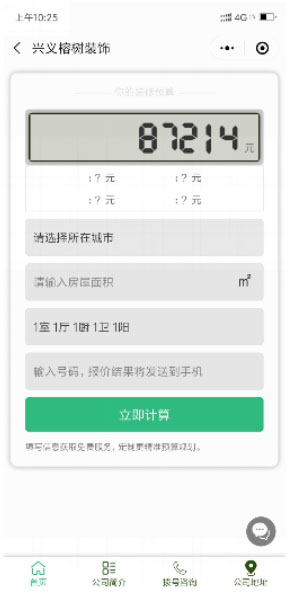 上午10:25
4G
兴义榕树装饰
你的装修预算
87214 元
:? 元 :? 元
:? 元 :? 元
请选择所在城市
请输入房屋面积 ㎡
1室 1厅 1厨 1卫 1阳
输入号码，报价结果将发送到手机
立即计算
填写信息获取免费服务，定制更精准预算规划。
首页 公司简介 拨号咨询 公司地址